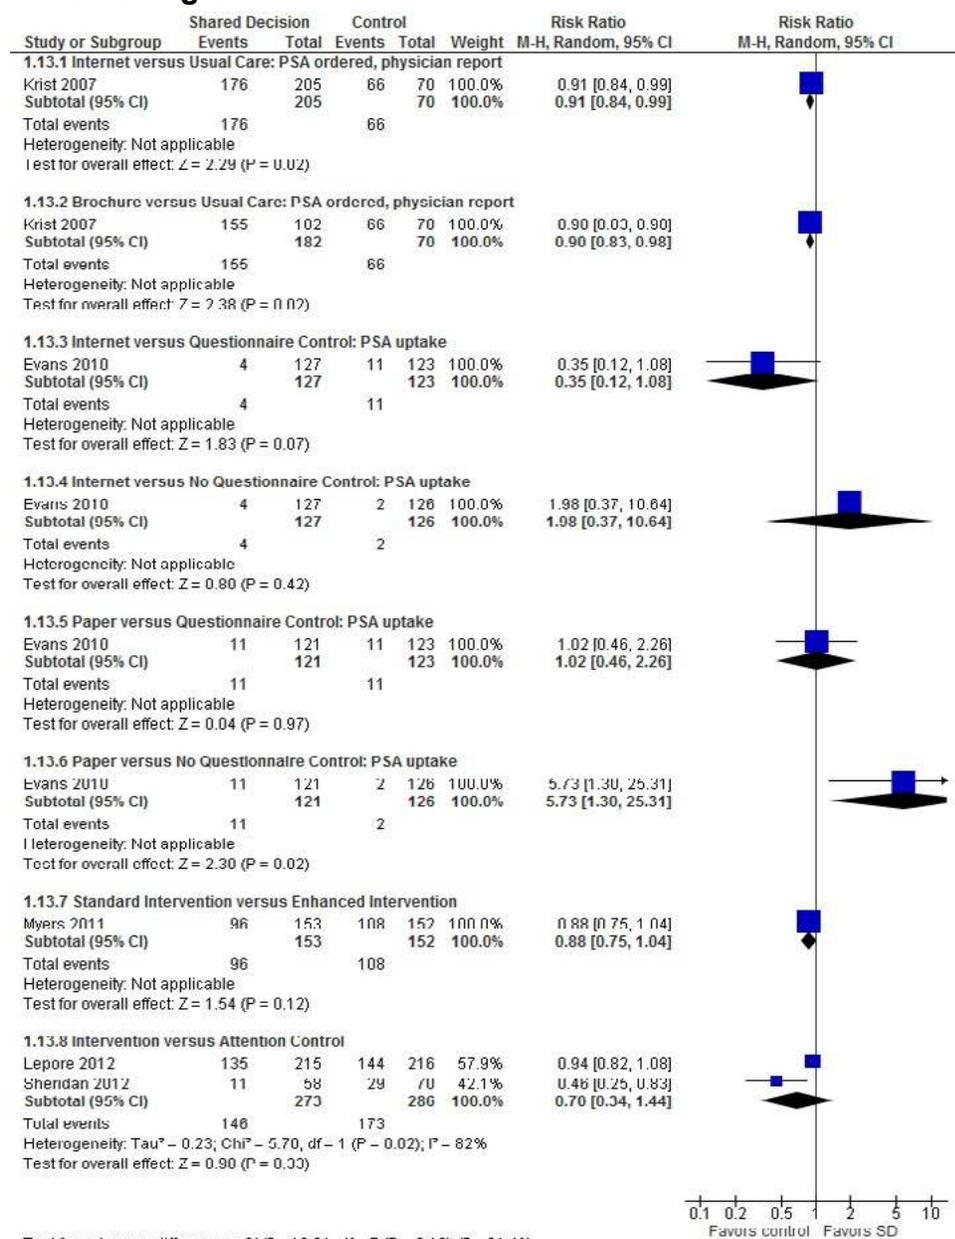 Shared Decision Control Risk Ratio Risk Ratio
Study or Subgroup Events Total Events Total Weight M-H, Random, 95% CI M-H, Random, 95% CI
1.13.1 Internet versus Usual Care: PSA ordered, physician report
Krist 2007 176 205 66 70 100.0% 0.91 [0.84, 0.99]
Subtotal (95% CI) 205 70 100.0% 0.91 [0.84, 0.99]
Total events 176 66
Heterogeneity: Not applicable
Test for overall effect: Z = 2.29 (P = 0.02)
1.13.2 Brochure versus Usual Care: PSA ordered, physician report
Krist 2007 155 182 66 70 100.0% 0.90 [0.83, 0.98]
Subtotal (95% CI) 182 70 100.0% 0.90 [0.83, 0.98]
Total events 155 66
Heterogeneity: Not applicable
Test for overall effect: Z = 2.38 (P = 0.02)
1.13.3 Internet versus Questionnaire Control: PSA uptake
Evans 2010 4 127 11 123 100.0% 0.35 [0.12, 1.08]
Subtotal (95% CI) 127 123 100.0% 0.35 [0.12, 1.08]
Total events 4 11
Heterogeneity: Not applicable
Test for overall effect: Z = 1.83 (P = 0.07)
1.13.4 Internet versus No Questionnaire Control: PSA uptake
Evans 2010 4 127 2 126 100.0% 1.98 [0.37, 10.64]
Subtotal (95% CI) 127 126 100.0% 1.98 [0.37, 10.64]
Total events 4 2
Heterogeneity: Not applicable
Test for overall effect: Z = 0.80 (P = 0.42)
1.13.5 Paper versus Questionnaire Control: PSA uptake
Evans 2010 11 121 11 123 100.0% 1.02 [0.46, 2.26]
Subtotal (95% CI) 121 123 100.0% 1.02 [0.46, 2.26]
Total events 11 11
Heterogeneity: Not applicable
Test for overall effect: Z = 0.04 (P = 0.97)
1.13.6 Paper versus No Questionnaire Control: PSA uptake
Evans 2010 11 121 2 126 100.0% 5.73 [1.30, 25.31]
Subtotal (95% CI) 121 126 100.0% 5.73 [1.30, 25.31]
Total events 11 2
Heterogeneity: Not applicable
Test for overall effect: Z = 2.30 (P = 0.02)
1.13.7 Standard Intervention versus Enhanced Intervention
Myers 2011 96 153 108 152 100.0% 0.88 [0.75, 1.04]
Subtotal (95% CI) 153 152 100.0% 0.88 [0.75, 1.04]
Total events 96 108
Heterogeneity: Not applicable
Test for overall effect: Z = 1.54 (P = 0.12)
1.13.8 Intervention versus Attention Control
Lepore 2012 135 215 144 216 57.9% 0.94 [0.82, 1.08]
Sheridan 2012 11 58 29 70 42.1% 0.46 [0.25, 0.83]
Subtotal (95% CI) 273 286 100.0% 0.70 [0.34, 1.44]
Total events 146 173
Heterogeneity: Tau² = 0.23; Chi² = 5.70, df = 1 (P = 0.02); I² = 82%
Test for overall effect: Z = 0.90 (P =
0.1 0.2 0.5 1 2 5 10
Favors control Favors SD